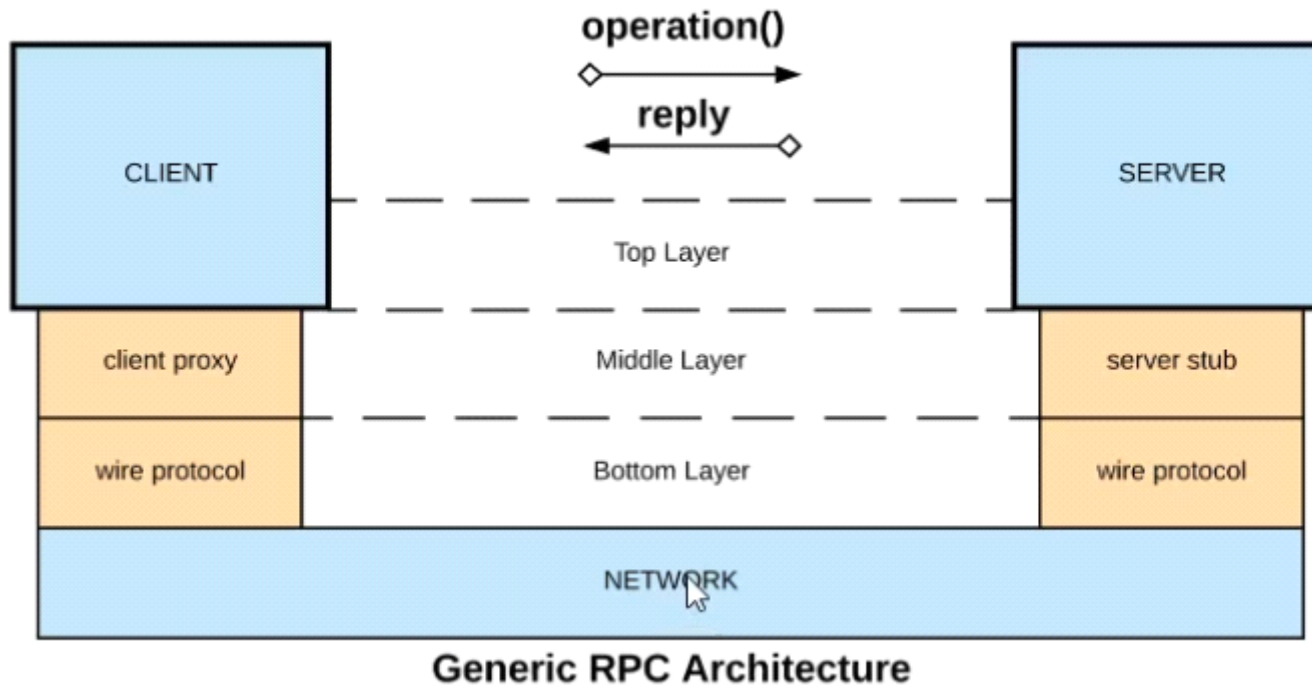 operation()
reply
CLIENT
SERVER
Top Layer
client proxy
Middle Layer
server stub
wire protocol
Bottom Layer
wire protocol
NETWORK
Generic RPC Architecture